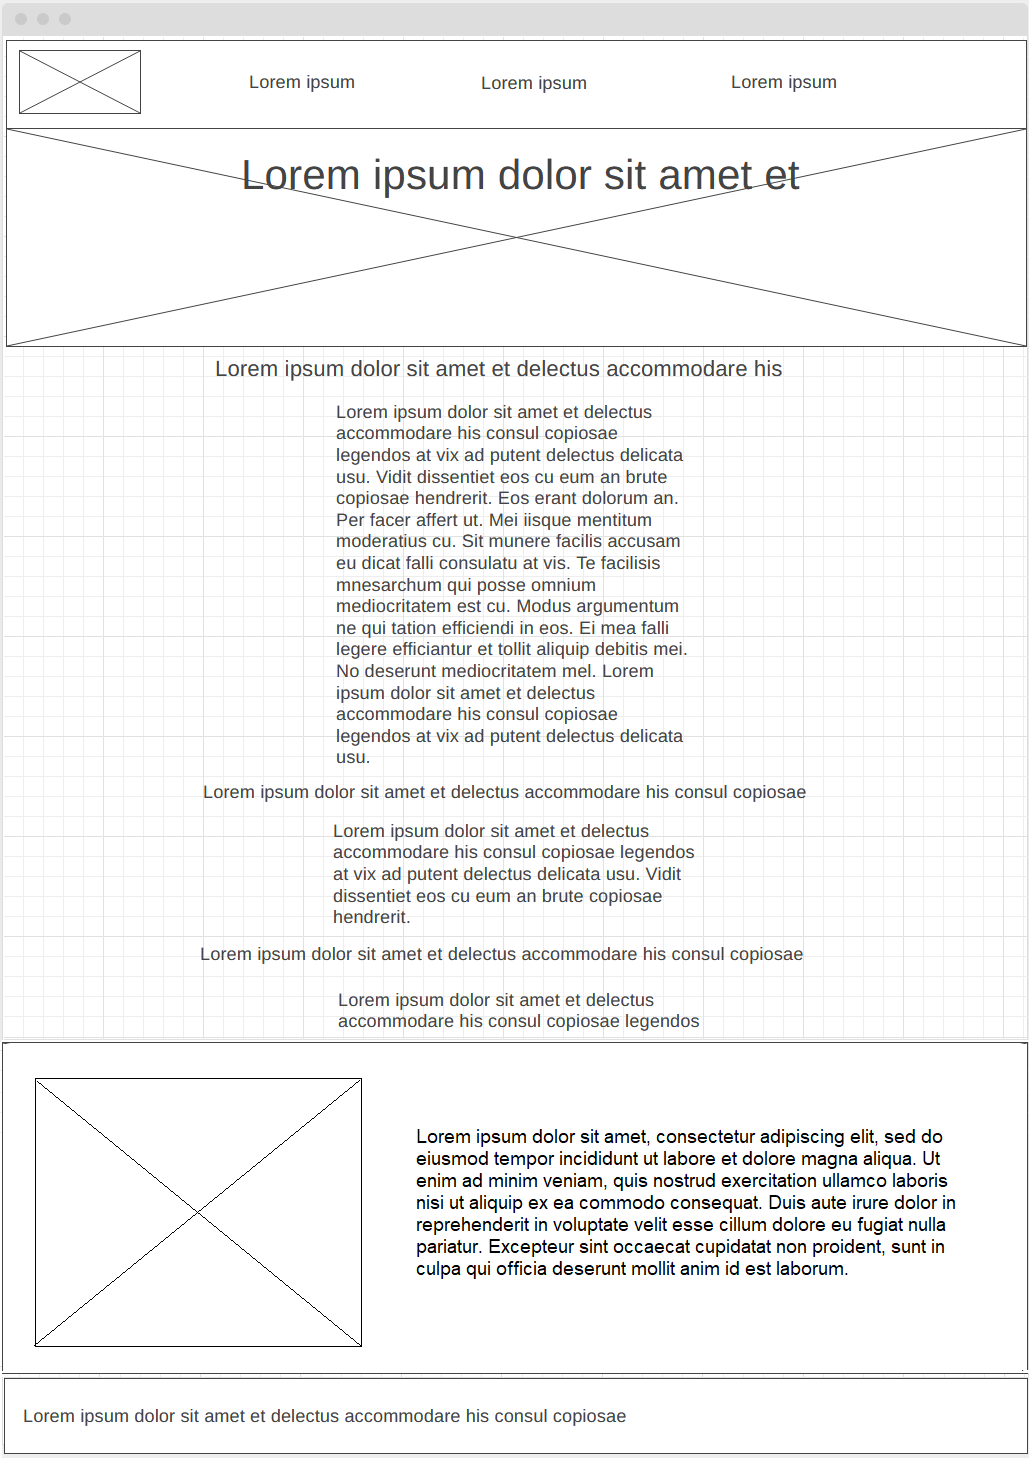 Lorem ipsum
Lorem ipsum
Lorem ipsum
Lorem ipsum dolor sit amet et
Lorem ipsum dolor sit amet et delectus accommodare his
Lorem ipsum dolor sit amet et delectus
accommodare his consul copiosae
legendos at vix ad putent delectus delicata
usu. Vidit dissentiet eos cu eum an brute
copiosae hendrerit. Eos erant dolorum an.
Per facer affert ut. Mei iisque mentitum
moderatius cu. Sit munere facilis accusam
eu dicat falli consulatu at vis. Te facilisis
mnesarchum qui posse omnium
mediocritatem est cu. Modus argumentum
ne qui tation efficiendi in eos. Ei mea falli
legere efficiantur et tollit aliquip debitis mei.
No deserunt mediocritatem mel. Lorem
ipsum dolor sit amet et delectus
accommodare his consul copiosae
legendos at vix ad putent delectus delicata
usu.
Lorem ipsum dolor sit amet et delectus accommodare his consul copiosae
Lorem ipsum dolor sit amet et delectus
accommodare his consul copiosae legendos
at vix ad putent delectus delicata usu. Vidit
dissentiet eos cu eum an brute copiosae
hendrerit.
Lorem ipsum dolor sit amet et delectus accommodare his consul copiosae
Lorem ipsum dolor sit amet et delectus
accommodare his consul copiosae legendos
Lorem ipsum dolor sit amet, consectetur adipiscing elit, sed do
eiusmod tempor incididunt ut labore et dolore magna aliqua. Ut
enim ad minim veniam, quis nostrud exercitation ullamco laboris
nisi ut aliquip ex ea commodo consequat. Duis aute irure dolor in
reprehenderit in voluptate velit esse cillum dolore eu fugiat nulla
pariatur. Excepteur sint occaecat cupidatat non proident, sunt in
culpa qui officia deserunt mollit anim id est laborum.
Lorem ipsum dolor sit amet et delectus accommodare his consul copiosae